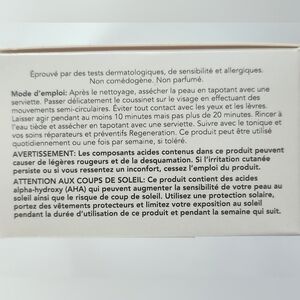 Éprouvé par des tests dermatologiques, de sensibilité et allergiques.
Non comédogène. Non parfumé.
Mode d'emploi: Après le nettoyage, assécher la peau en tapotant avec une
serviette. Passer délicatement le coussinet sur le visage en effectuant des
mouvements semi-circulaires. Éviter tout contact avec les yeux et les lèvres.
Laisser agir pendant au moins 10 minutes mais pas plus de 20 minutes. Rincer à
l'eau tiède et assécher en tapotant avec une serviette. Suivre avec le tonique et
vos soins réparateurs et préventifs Regeneration. Ce produit peut être utilisé
quotidiennement ou une fois par semaine, si toléré.
AVERTISSEMENT: Les composants acides contenus dans ce produit peuvent
causer de légères rougeurs et de la desquamation. Si l'irritation cutanée
persiste ou si vous ressentez un inconfort, cessez l'emploi du produit.
ATTENTION AUX COUPS DE SOLEIL: Ce produit contient des acides
alpha-hydroxy (AHA) qui peuvent augmenter la sensibilité de votre peau au
soleil ainsi que le risque de coup de soleil. Utilisez une protection solaire,
portez des vêtements protecteurs et limitez votre exposition au soleil
pendant la durée d'utilisation de ce produit et pendant la semaine qui suit.